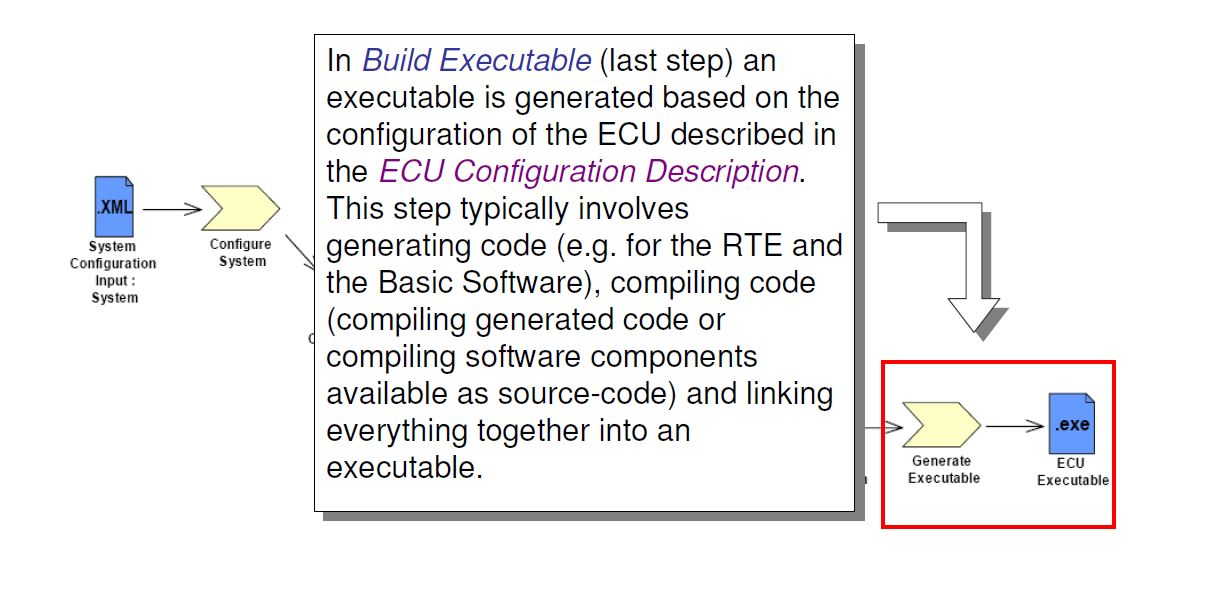 In Build Executable (last step) an
executable is generated based on the
configuration of the ECU described in
the ECU Configuration Description.
This step typically involves
generating code (e.g. for the RTE and
the Basic Software), compiling code
(compiling generated code or
compiling software components
available as source-code) and linking
everything together into an
executable.
.XML
System
Configuration
Input :
System
Configure
System
Generate
Executable
.exe
ECU
Executable